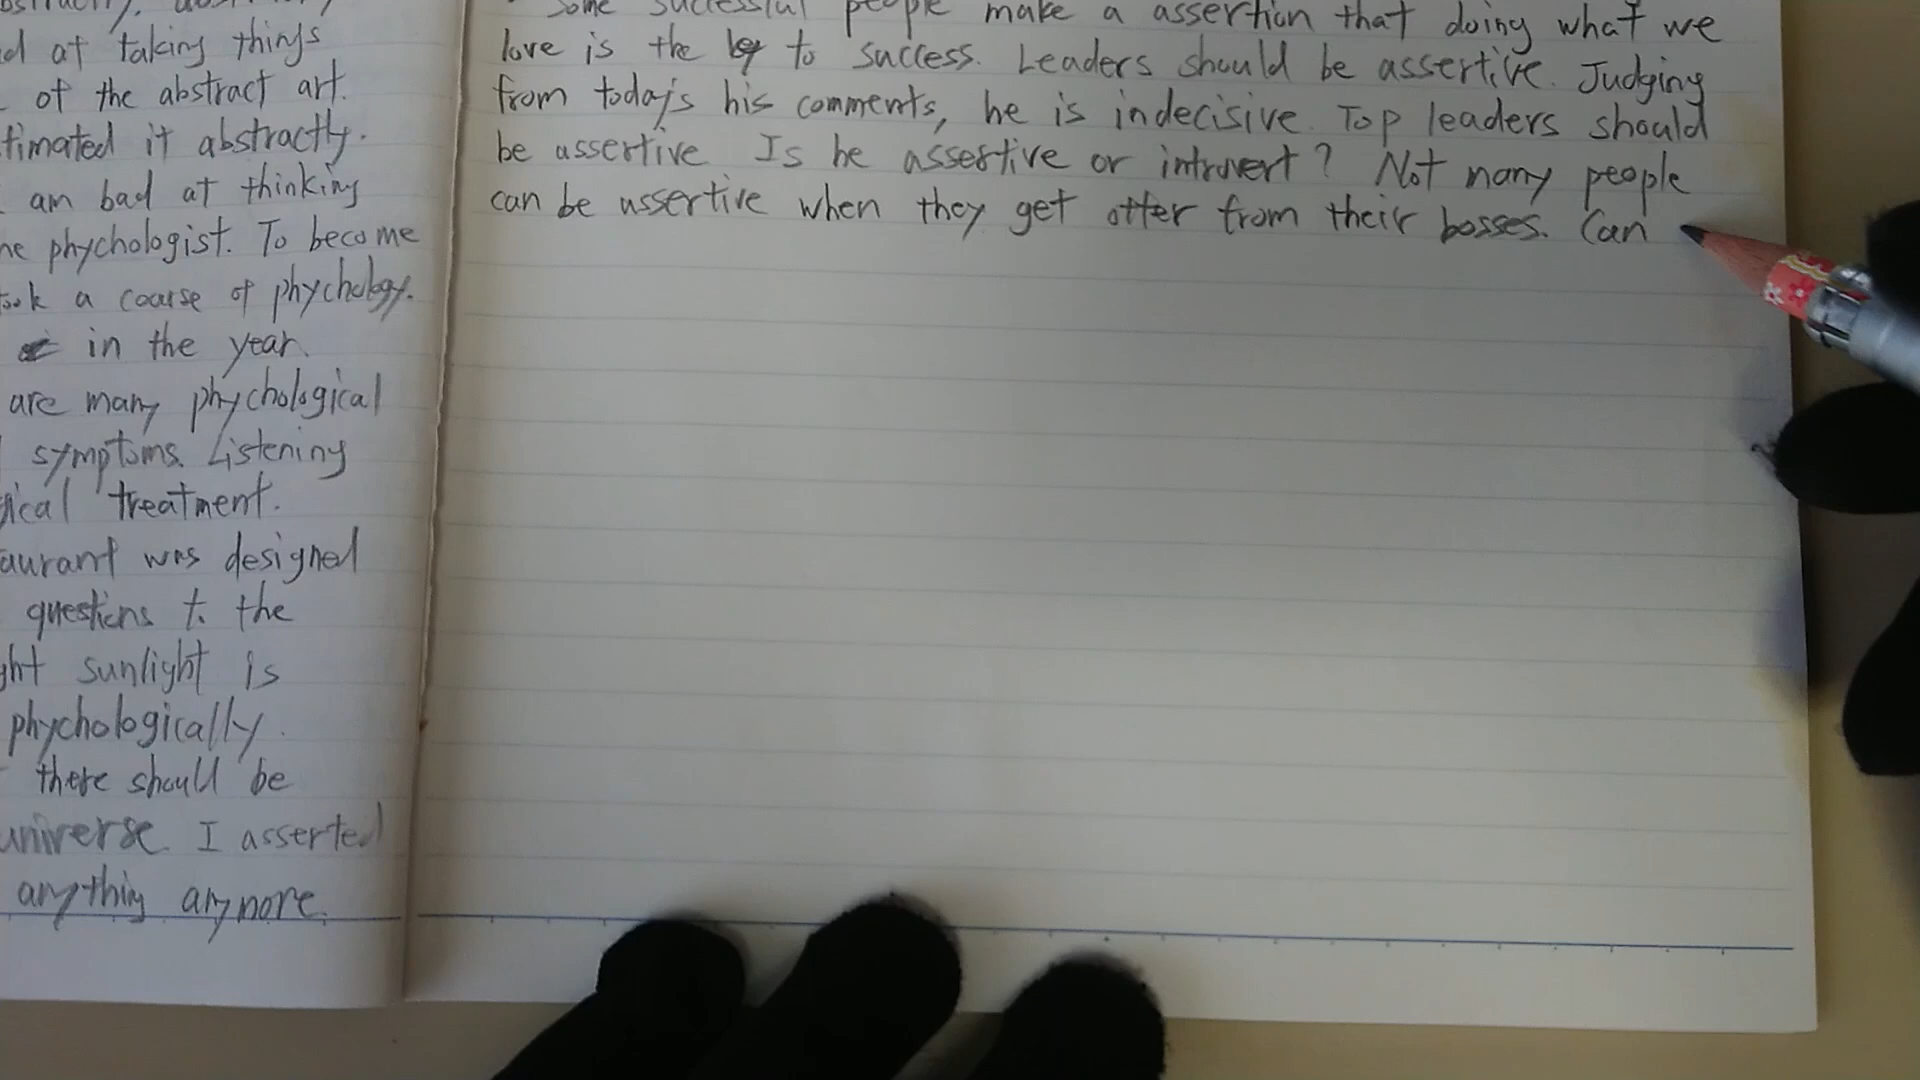 at taking things
of the abstract art.
timated it abstractly.
am bad at thinking
phychologist. To become
a course of phychology.
in the year.
are many phychological
symptoms. Listening
treatment.
was designed
questions to the
sunlight is
phychologically.
there should be
universe. I asserted
anything anymore.
Some successful people make a assertion that doing what we
love is the key to success. Leaders should be assertive. Judging
from today's his comments, he is indecisive. Top leaders should
be assertive. Is he assertive or introvert? Not many people
can be assertive when they get offer from their bosses. Can